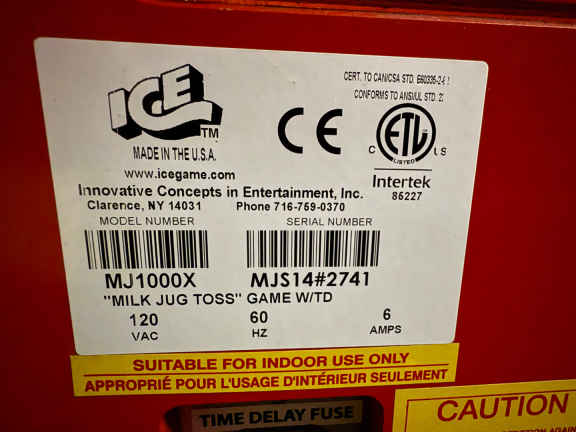 ICE TM
MADE IN THE U.S.A.
www.icegame.com
CERT. TO CAN/CSA STD.
CONFORMS TO ANSI/UL STD.
CE
C ETL US
LISTED
Intertek
86227
Innovative Concepts in Entertainment, Inc.
Clarence, NY 14031 Phone 716-759-0370
MODEL NUMBER SERIAL NUMBER
MJ1000X MJS14#2741
"MILK JUG TOSS" GAME W/TD
120 60 6
VAC HZ AMPS
SUITABLE FOR INDOOR USE ONLY
APPROPRIÉ POUR L'USAGE D'INTÉRIEUR SEULEMENT
TIME DELAY FUSE
CAUTION
AGAIN